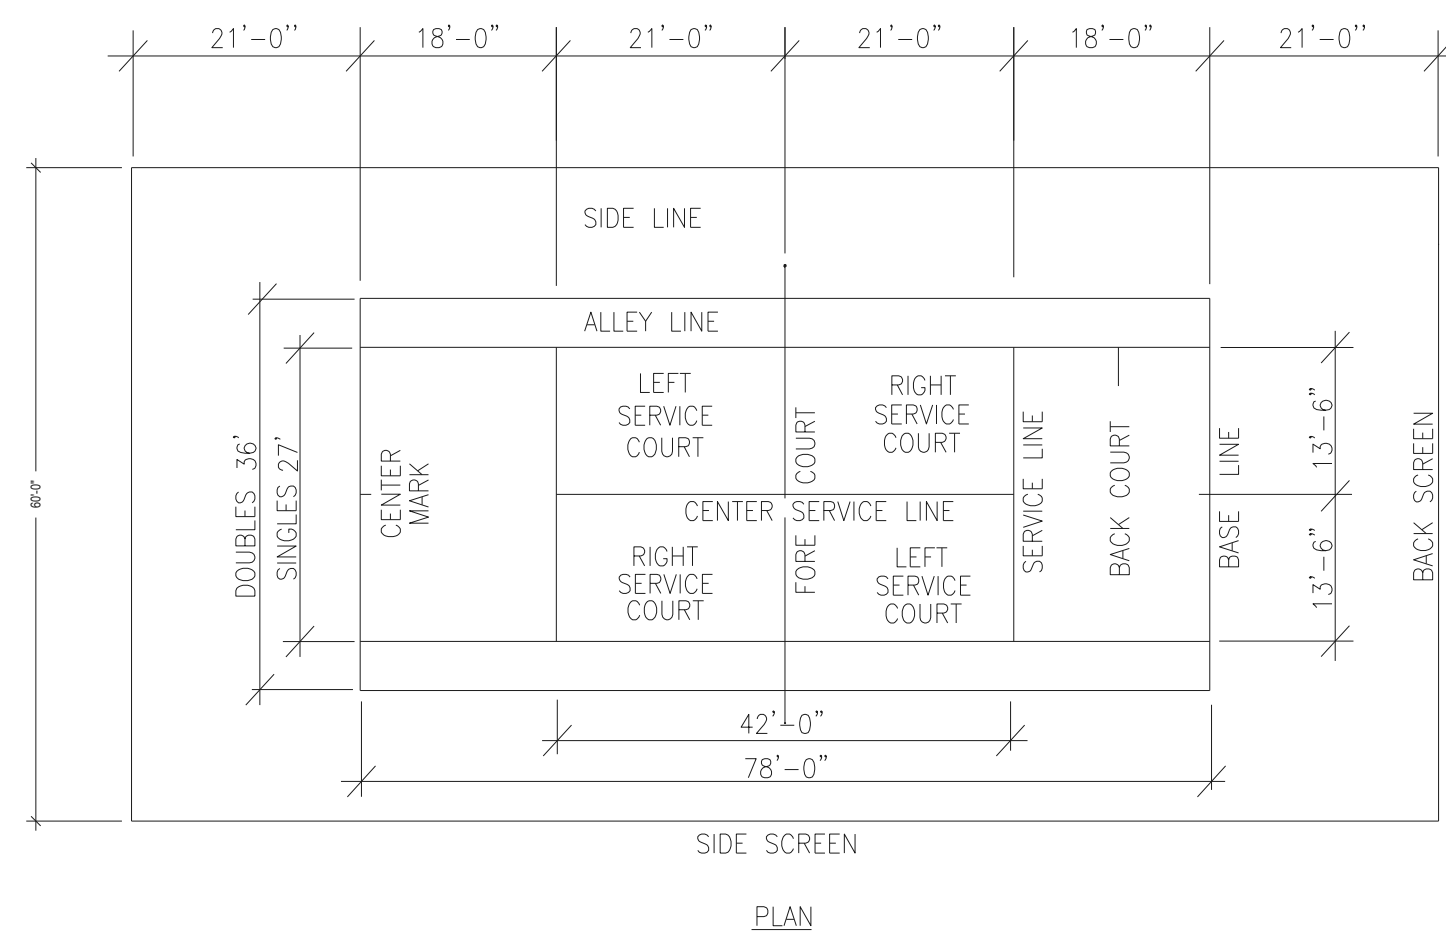 21'-0''
18'-0"
21'-0"
21'-0"
18'-0"
21'-0''
SIDE LINE
ALLEY LINE
LEFT
SERVICE
COURT
RIGHT
SERVICE
COURT
60'-0"
DOUBLES 36'
SINGLES 27'
CENTER
MARK
FORE COURT
CENTER SERVICE LINE
SERVICE LINE
BACK COURT
BASE LINE
13'-6"
13'-6"
BACK SCREEN
RIGHT
SERVICE
COURT
LEFT
SERVICE
COURT
42'-0"
78'-0"
SIDE SCREEN
PLAN